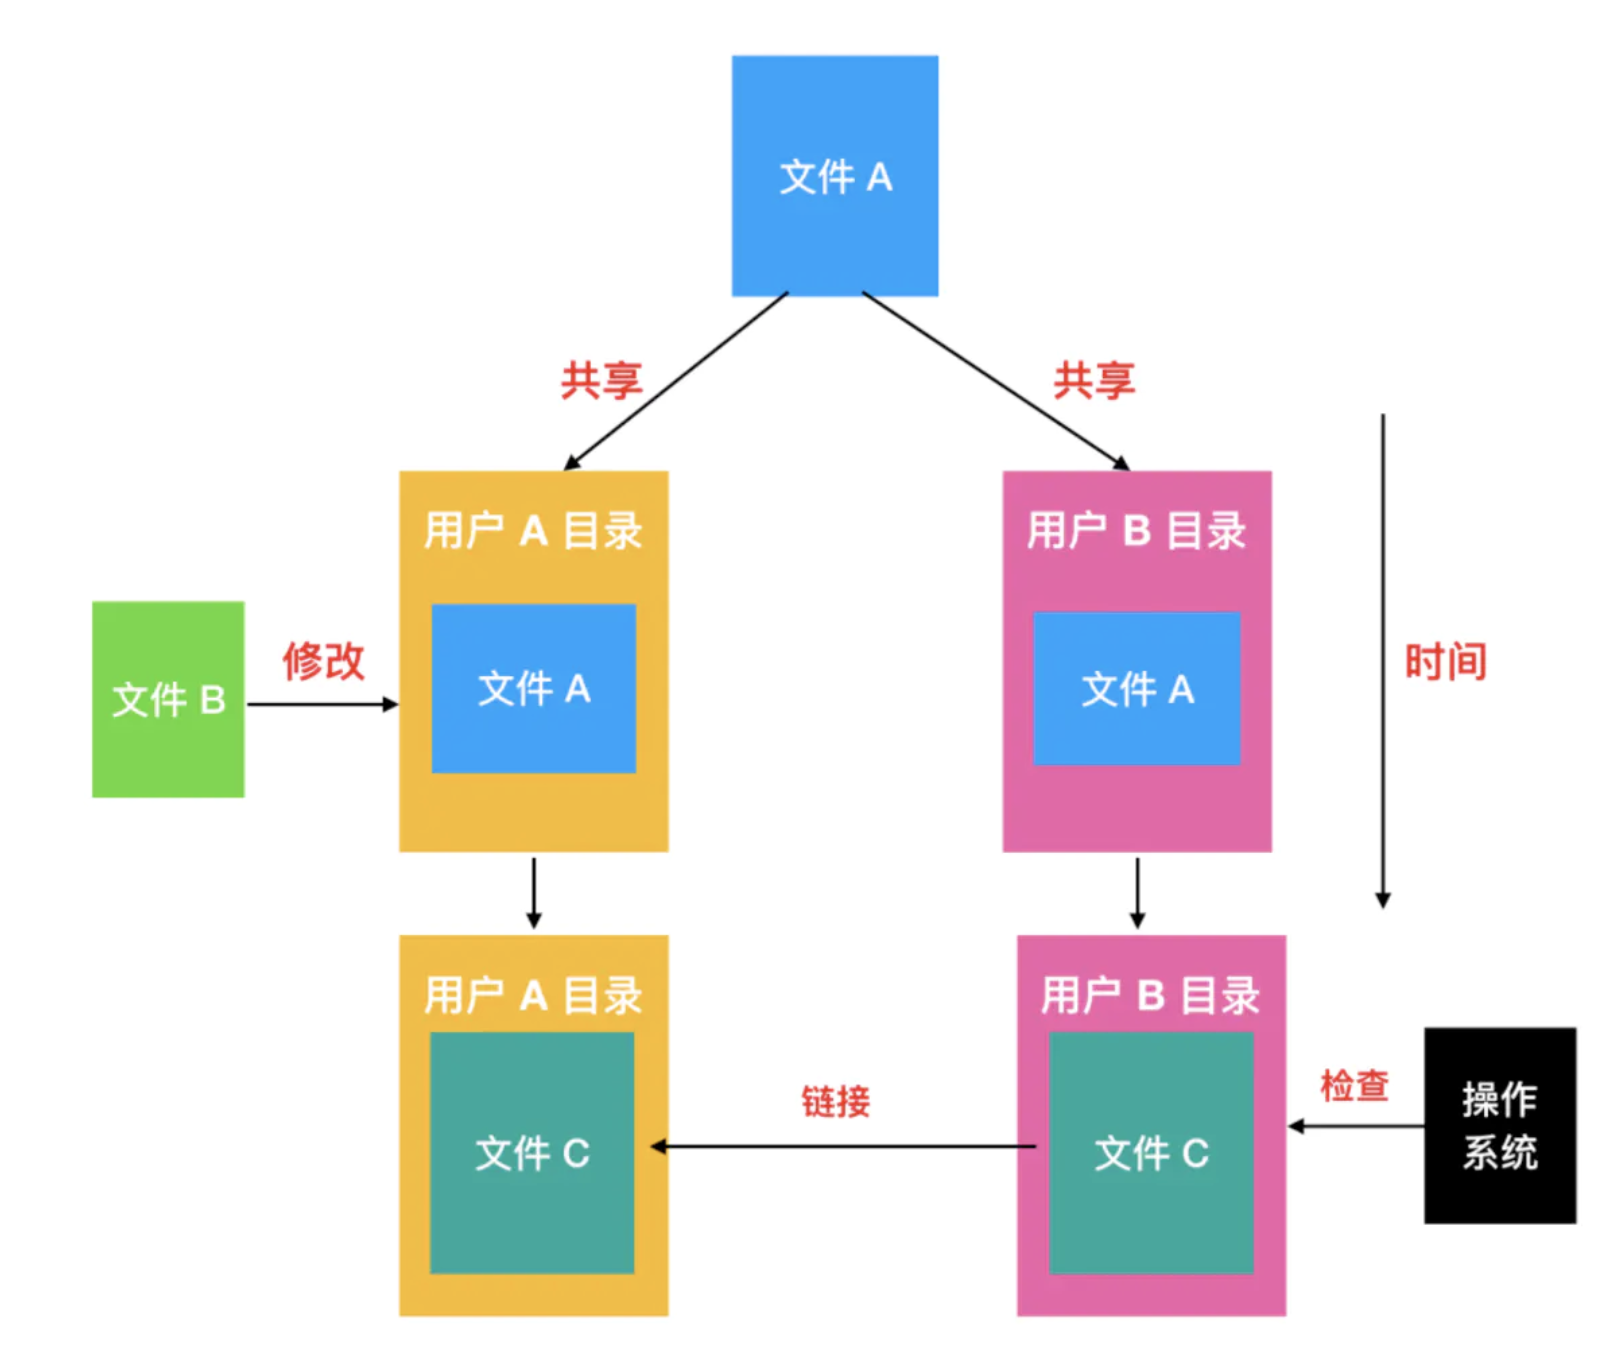 文件 A
共享
共享
用户 A 目录
用户 B 目录
文件 B
修改
文件 A
文件 A
时间
用户 A 目录
用户 B 目录
文件 C
链接
文件 C
检查
操作
系统